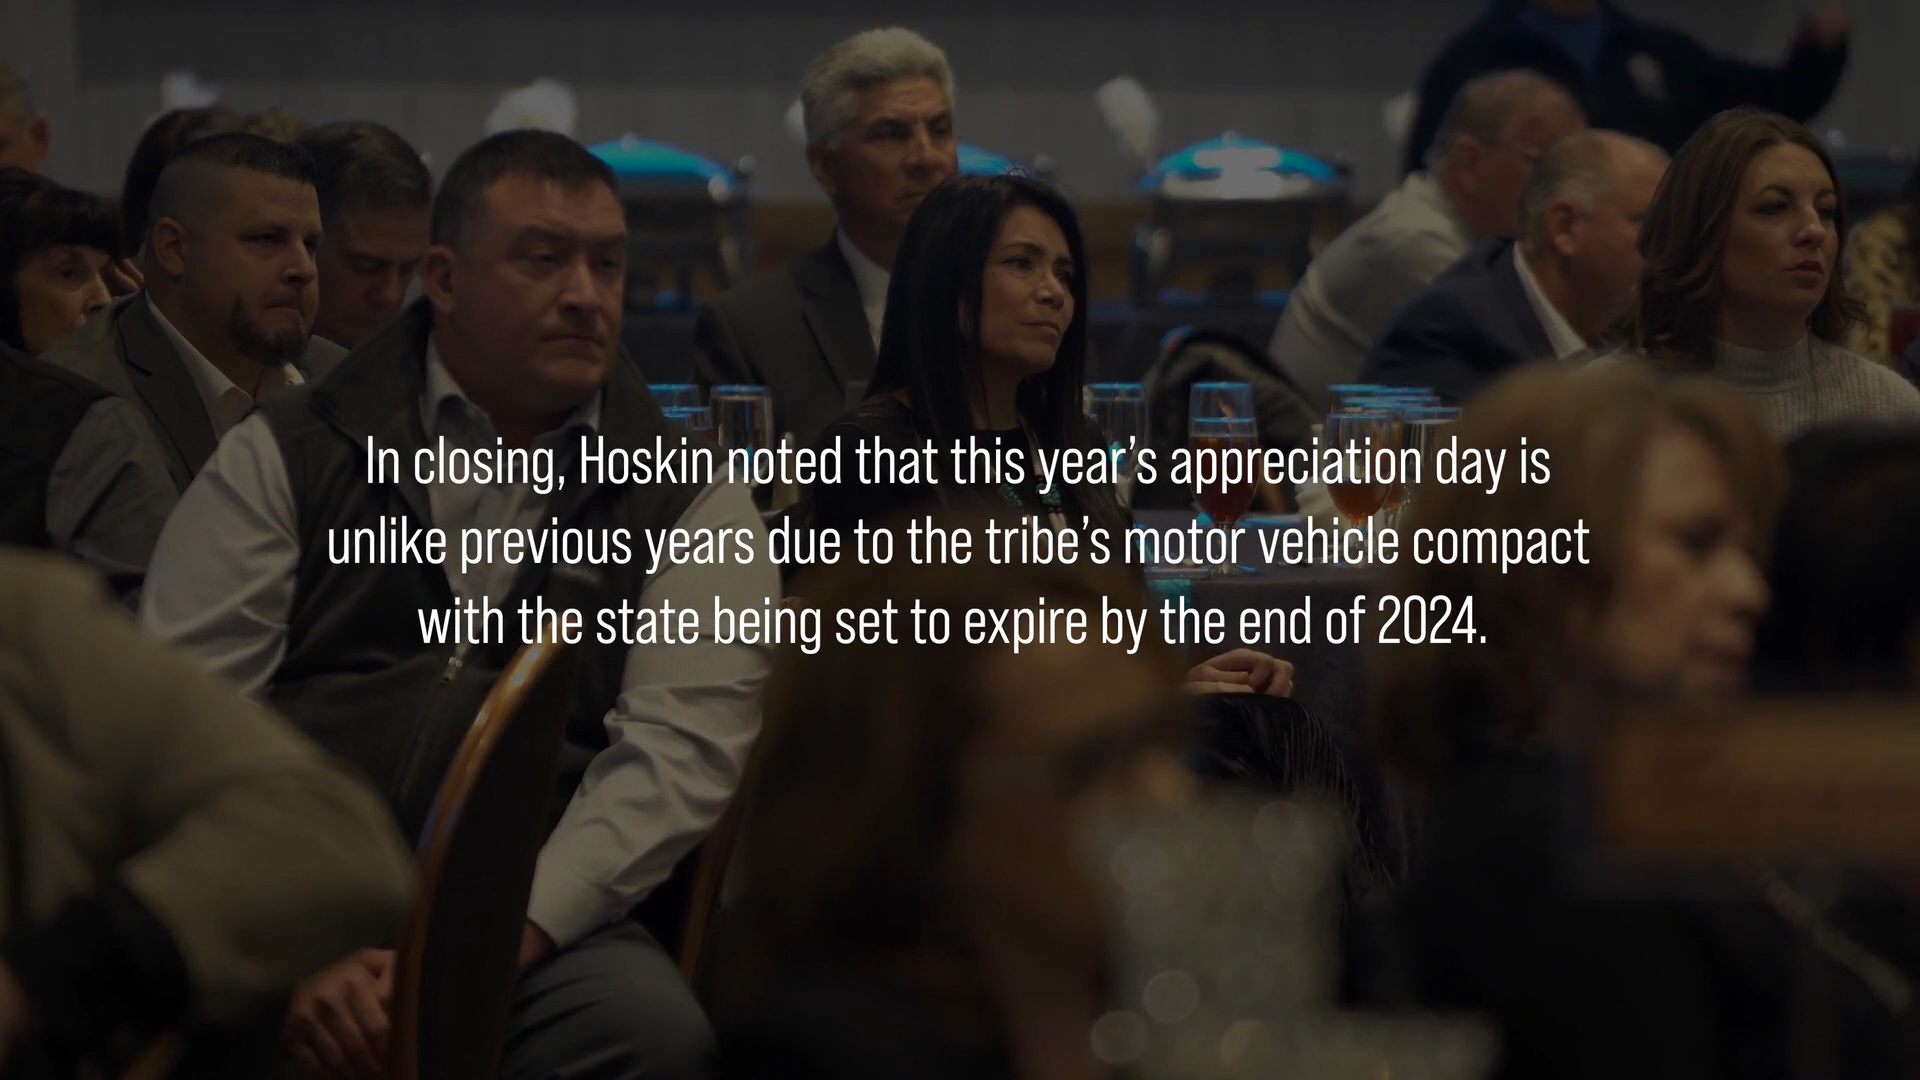 In closing, Hoskin noted that this year’s appreciation day is
unlike previous years due to the tribe’s motor vehicle compact
with the state being set to expire by the end of 2024.